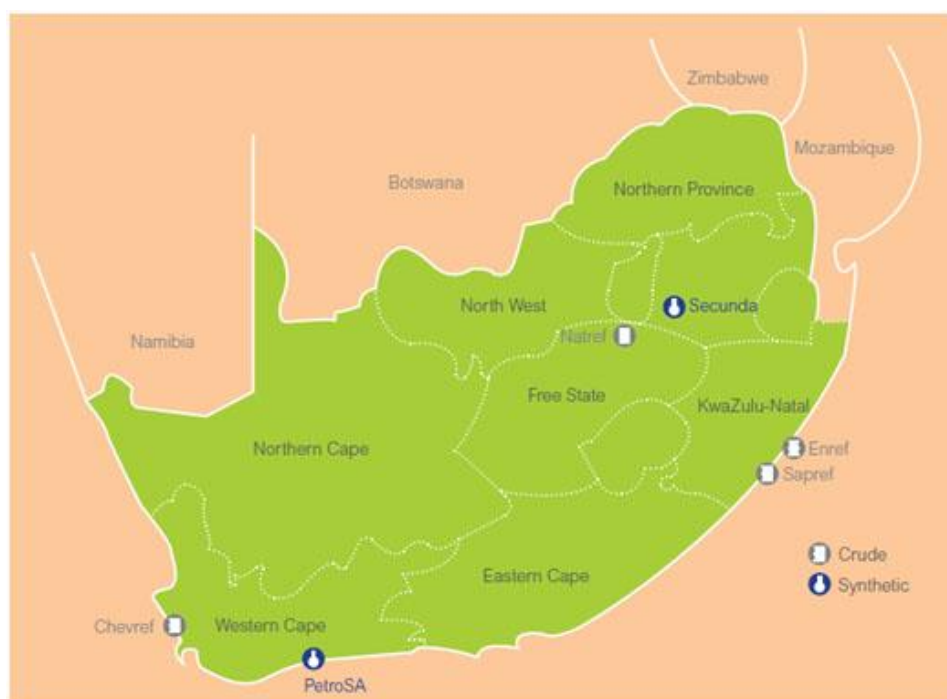 Zimbabwe
Mozambique
Botswana
Northern Province
North West
Secunda
Natref
Namibia
Free State
KwaZulu-Natal
Northern Cape
Enref
Sapref
Crude
Eastern Cape
Synthetic
Chevref
Western Cape
PetroSA